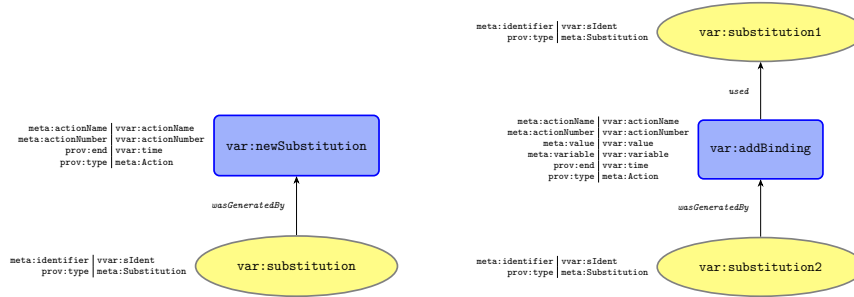 meta:actionName vvar:actionName
meta:actionNumber vvar:actionNumber
prov:end vvar:time
prov:type meta:Action
var:newSubstitution
wasGeneratedBy
meta:identifier vvar:sIdent
prov:type meta:Substitution
var:substitution
meta:identifier vvar:sIdent
prov:type meta:Substitution
var:substitution1
used
meta:actionName vvar:actionName
meta:actionNumber vvar:actionNumber
meta:value vvar:value
meta:variable vvar:variable
prov:end vvar:time
prov:type meta:Action
var:addBinding
wasGeneratedBy
meta:identifier vvar:sIdent
prov:type meta:Substitution
var:substitution2